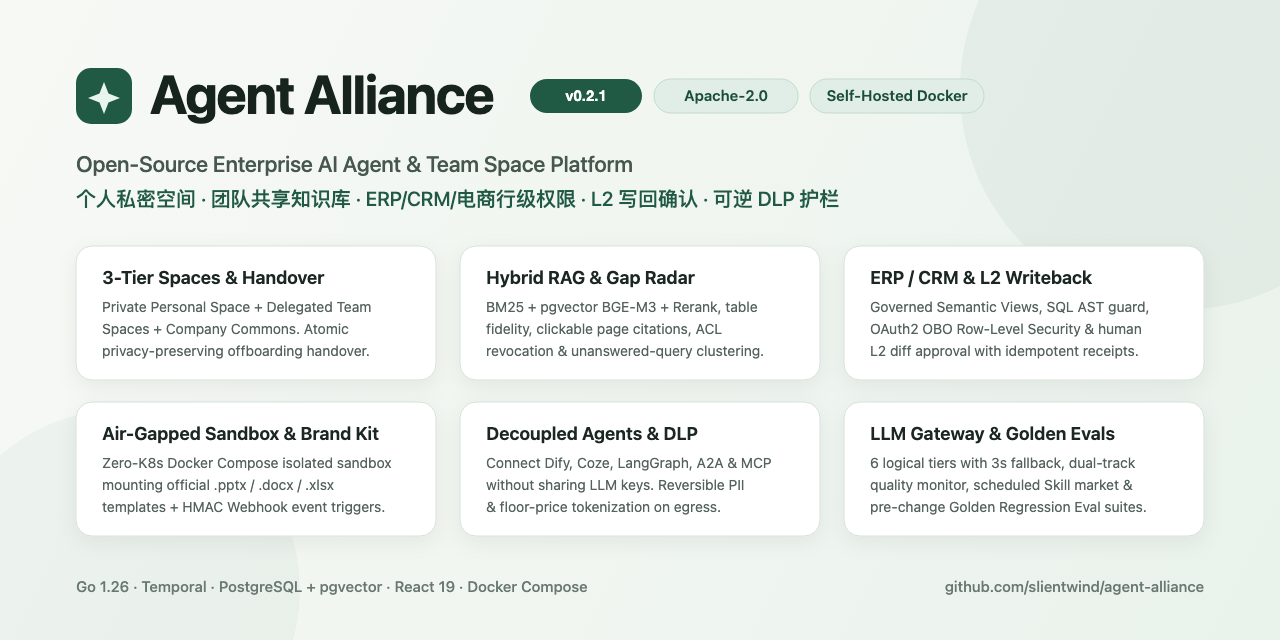 Agent Alliance
v0.2.1
Apache-2.0
Self-Hosted Docker
Open-Source Enterprise AI Agent & Team Space Platform
个人私密空间 · 团队共享知识库 · ERP/CRM/电商行级权限 · L2 写回确认 · 可逆 DLP 护栏
3-Tier Spaces & Handover
Private Personal Space + Delegated Team
Spaces + Company Commons. Atomic
privacy-preserving offboarding handover.
Hybrid RAG & Gap Radar
BM25 + pgvector BGE-M3 + Rerank, table
fidelity, clickable page citations, ACL
revocation & unanswered-query clustering.
ERP / CRM & L2 Writeback
Governed Semantic Views, SQL AST guard,
OAuth2 OBO Row-Level Security & human
L2 diff approval with idempotent receipts.
Air-Gapped Sandbox & Brand Kit
Zero-K8s Docker Compose isolated sandbox
mounting official .pptx / .docx / .xlsx
templates + HMAC Webhook event triggers.
Decoupled Agents & DLP
Connect Dify, Coze, LangGraph, A2A & MCP
without sharing LLM keys. Reversible PII
& floor-price tokenization on egress.
LLM Gateway & Golden Evals
6 logical tiers with 3s fallback, dual-track
quality monitor, scheduled Skill market &
pre-change Golden Regression Eval suites.
Go 1.26 · Temporal · PostgreSQL + pgvector · React 19 · Docker Compose
github.com/slientwind/agent-alliance